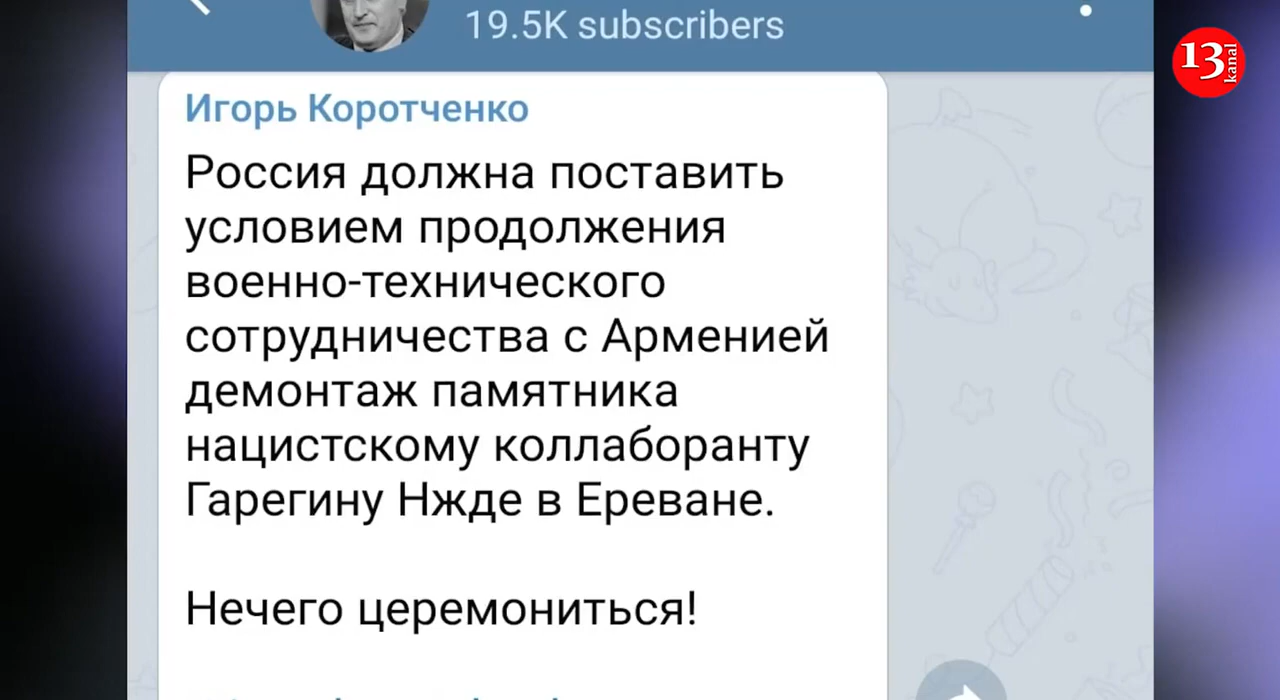 19.5K subscribers
13
kanal
Игорь Коротченко
Россия должна поставить
условием продолжения
военно-технического
сотрудничества с Арменией
демонтаж памятника
нацистскому коллаборанту
Гарегину Нжде в Ереване.
Нечего церемониться!